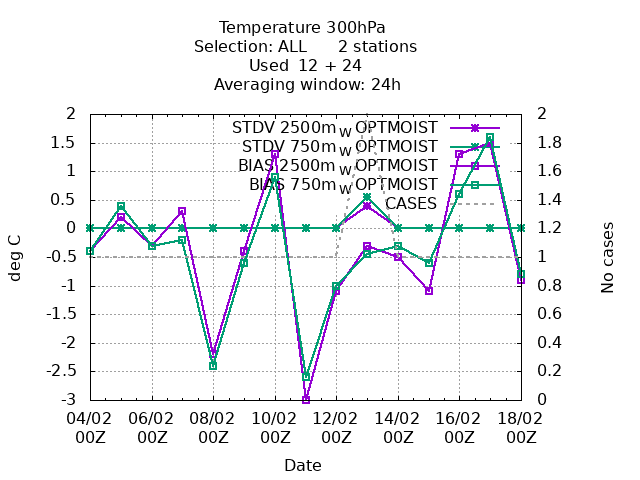 Temperature 300hPa
Selection: ALL 2 stations
Used 12 + 24
Averaging window: 24h
STDV 2500m W OPTMOIST
STDV 750m W OPTMOIST
BIAS 2500m W OPTMOIST
BIAS 750m W OPTMOIST
CASES
2
1.5
1
0.5
0
-0.5
-1
-1.5
-2
-2.5
-3
deg C
2
1.8
1.6
1.4
1.2
1
0.8
0.6
0.4
0.2
0
No cases
04/02 06/02 08/02 10/02 12/02 14/02 16/02 18/02
00Z 00Z 00Z 00Z 00Z 00Z 00Z 00Z
Date